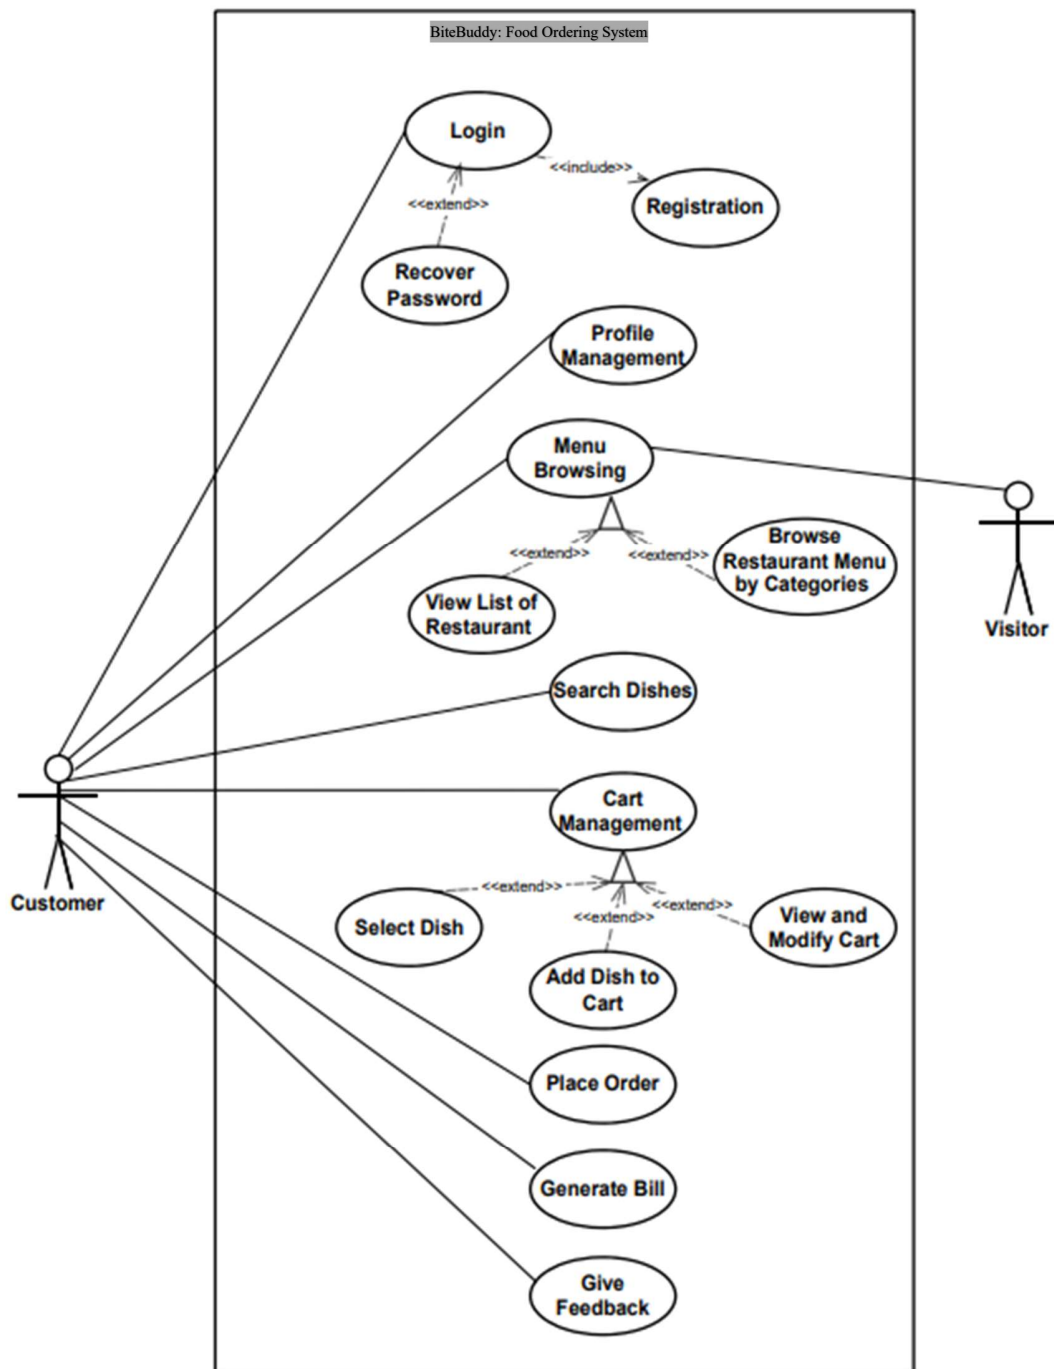 BiteBuddy: Food Ordering System
Login
<<include>>
Registration
<<extend>>
Recover
Password
Profile
Management
Menu
Browsing
<<extend>>
<<extend>>
Browse
Restaurant Menu
by Categories
View List of
Restaurant
Visitor
Search Dishes
Cart
Management
Customer
<<extend>>
<<extend>>
<<extend>>
Select Dish
View and
Modify Cart
Add Dish to
Cart
Place Order
Generate Bill
Give
Feedback